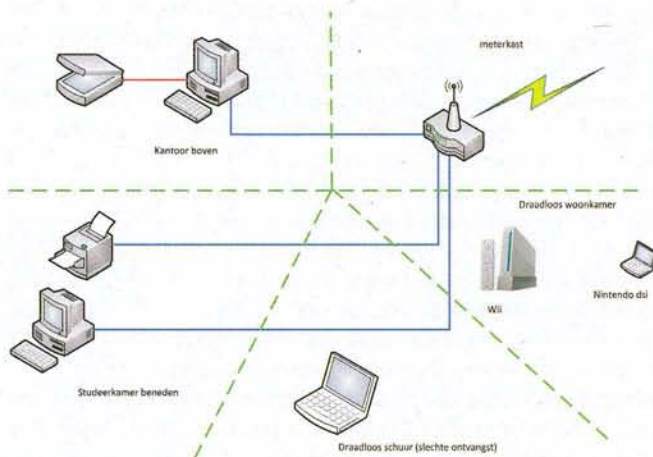 meterkast
Kantoor boven
Draadloos woonkamer
Wii
Nintendo dsi
Studeerkamer beneden
Draadloos schuur (slechte ontvangst)